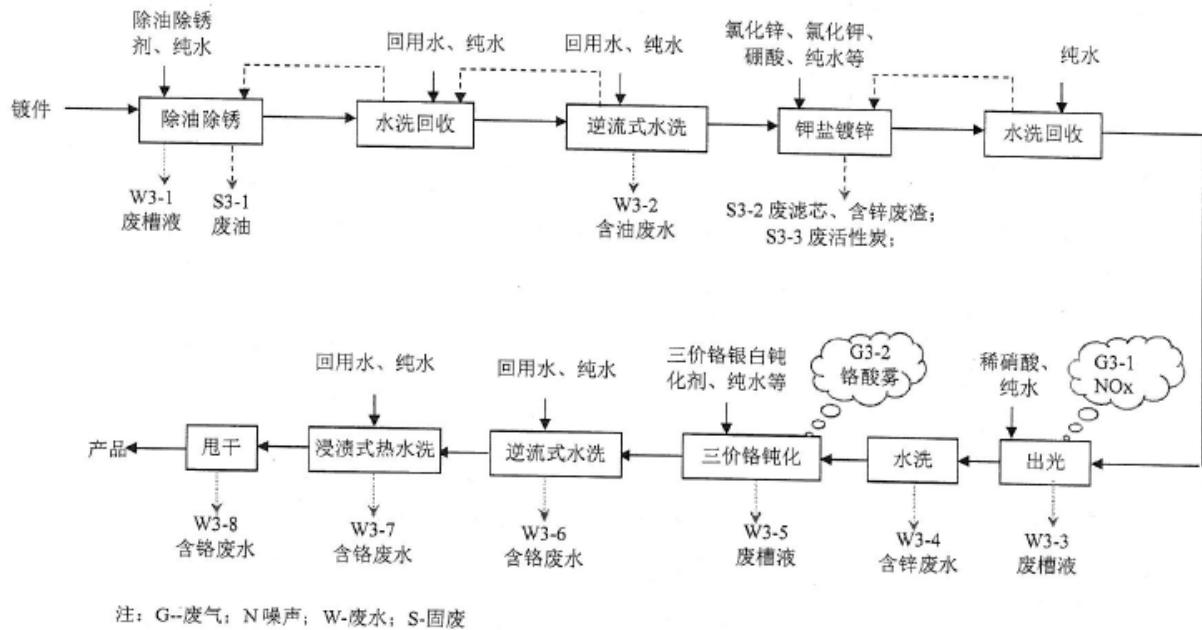 除油除锈
剂、纯水
回用水、纯水
回用水、纯水
氯化锌、氯化钾、
硼酸、纯水等
纯水
镀件
除油除锈
水洗回收
逆流式水洗
钾盐镀锌
水洗回收
W3-1
废槽液
S3-1
废油
W3-2
含油废水
S3-2 废滤芯、含锌废渣;
S3-3 废活性炭;
回用水、纯水
回用水、纯水
三价铬银白钝
化剂、纯水等
G3-2
铬酸雾
稀硝酸、
纯水
G3-1
NOx
产品
甩干
浸渍式热水洗
逆流式水洗
三价铬钝化
水洗
出光
W3-8
含铬废水
W3-7
含铬废水
W3-6
含铬废水
W3-5
废槽液
W3-4
含锌废水
W3-3
废槽液
注：G--废气；N 噪声；W-废水；S-固废